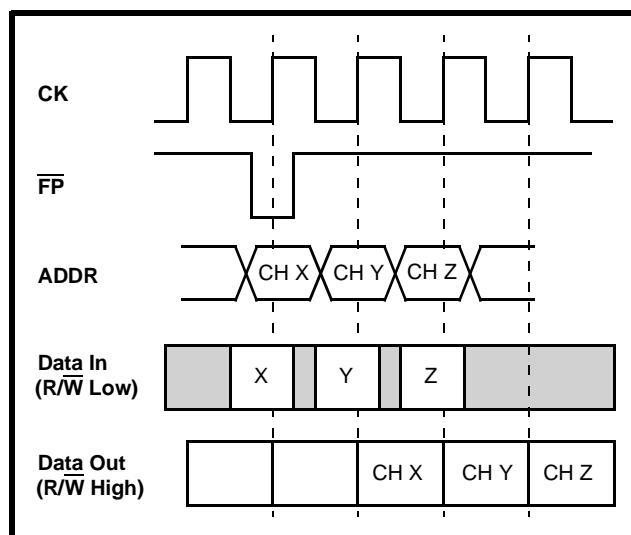 CK
FP
ADDR
CH X CH Y CH Z
Data In
(R/W Low)
X Y Z
Data Out
(R/W High)
CH X CH Y CH Z